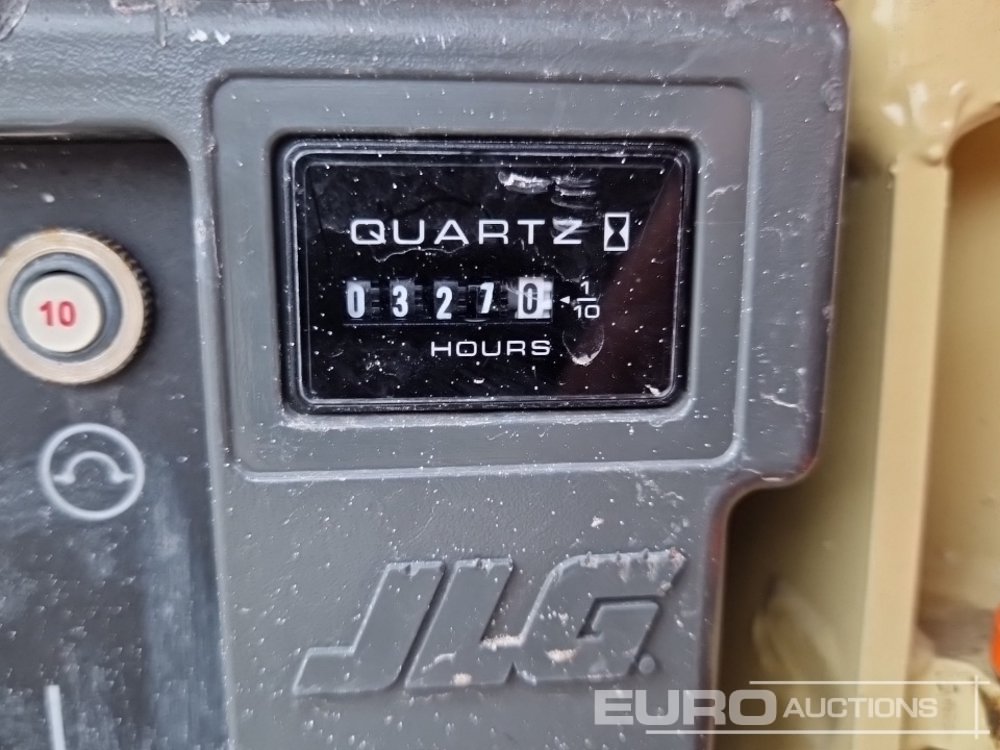 QUARTZ
03270 1/10
HOURS
10
JLG.
EURO AUCTIONS